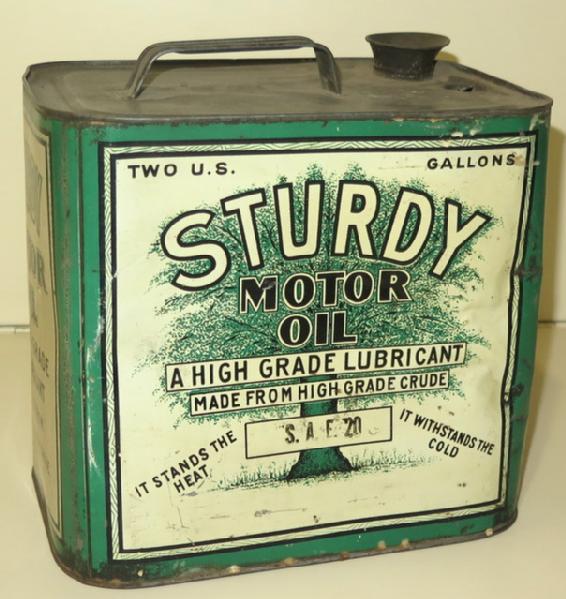 TWO U.S. GALLONS
STURDY
MOTOR
OIL
A HIGH GRADE LUBRICANT
MADE FROM HIGH GRADE CRUDE
S. A. E. 20
IT STANDS THE
HEAT
IT WITHSTANDS THE
COLD